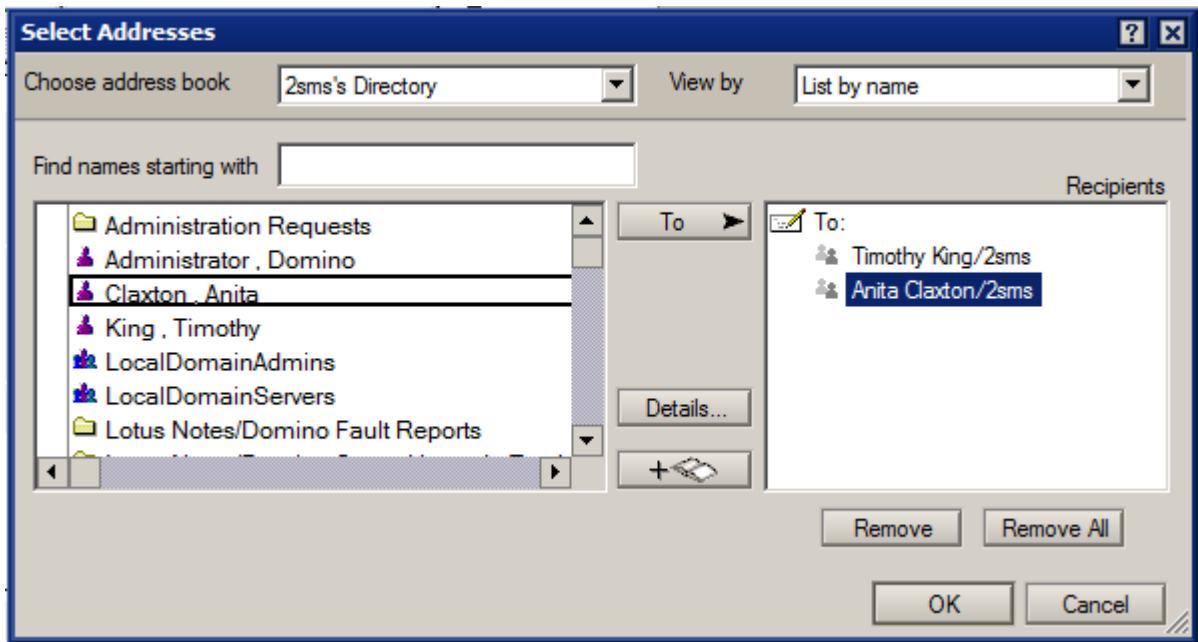 Select Addresses
Choose address book 2sms's Directory View by List by name
Find names starting with
Recipients
Administration Requests
Administrator , Domino
Claxton , Anita
King , Timothy
LocalDomainAdmins
LocalDomainServers
Lotus Notes/Domino Fault Reports
To
Details...
To:
Timothy King/2sms
Anita Claxton/2sms
Remove Remove All
OK Cancel